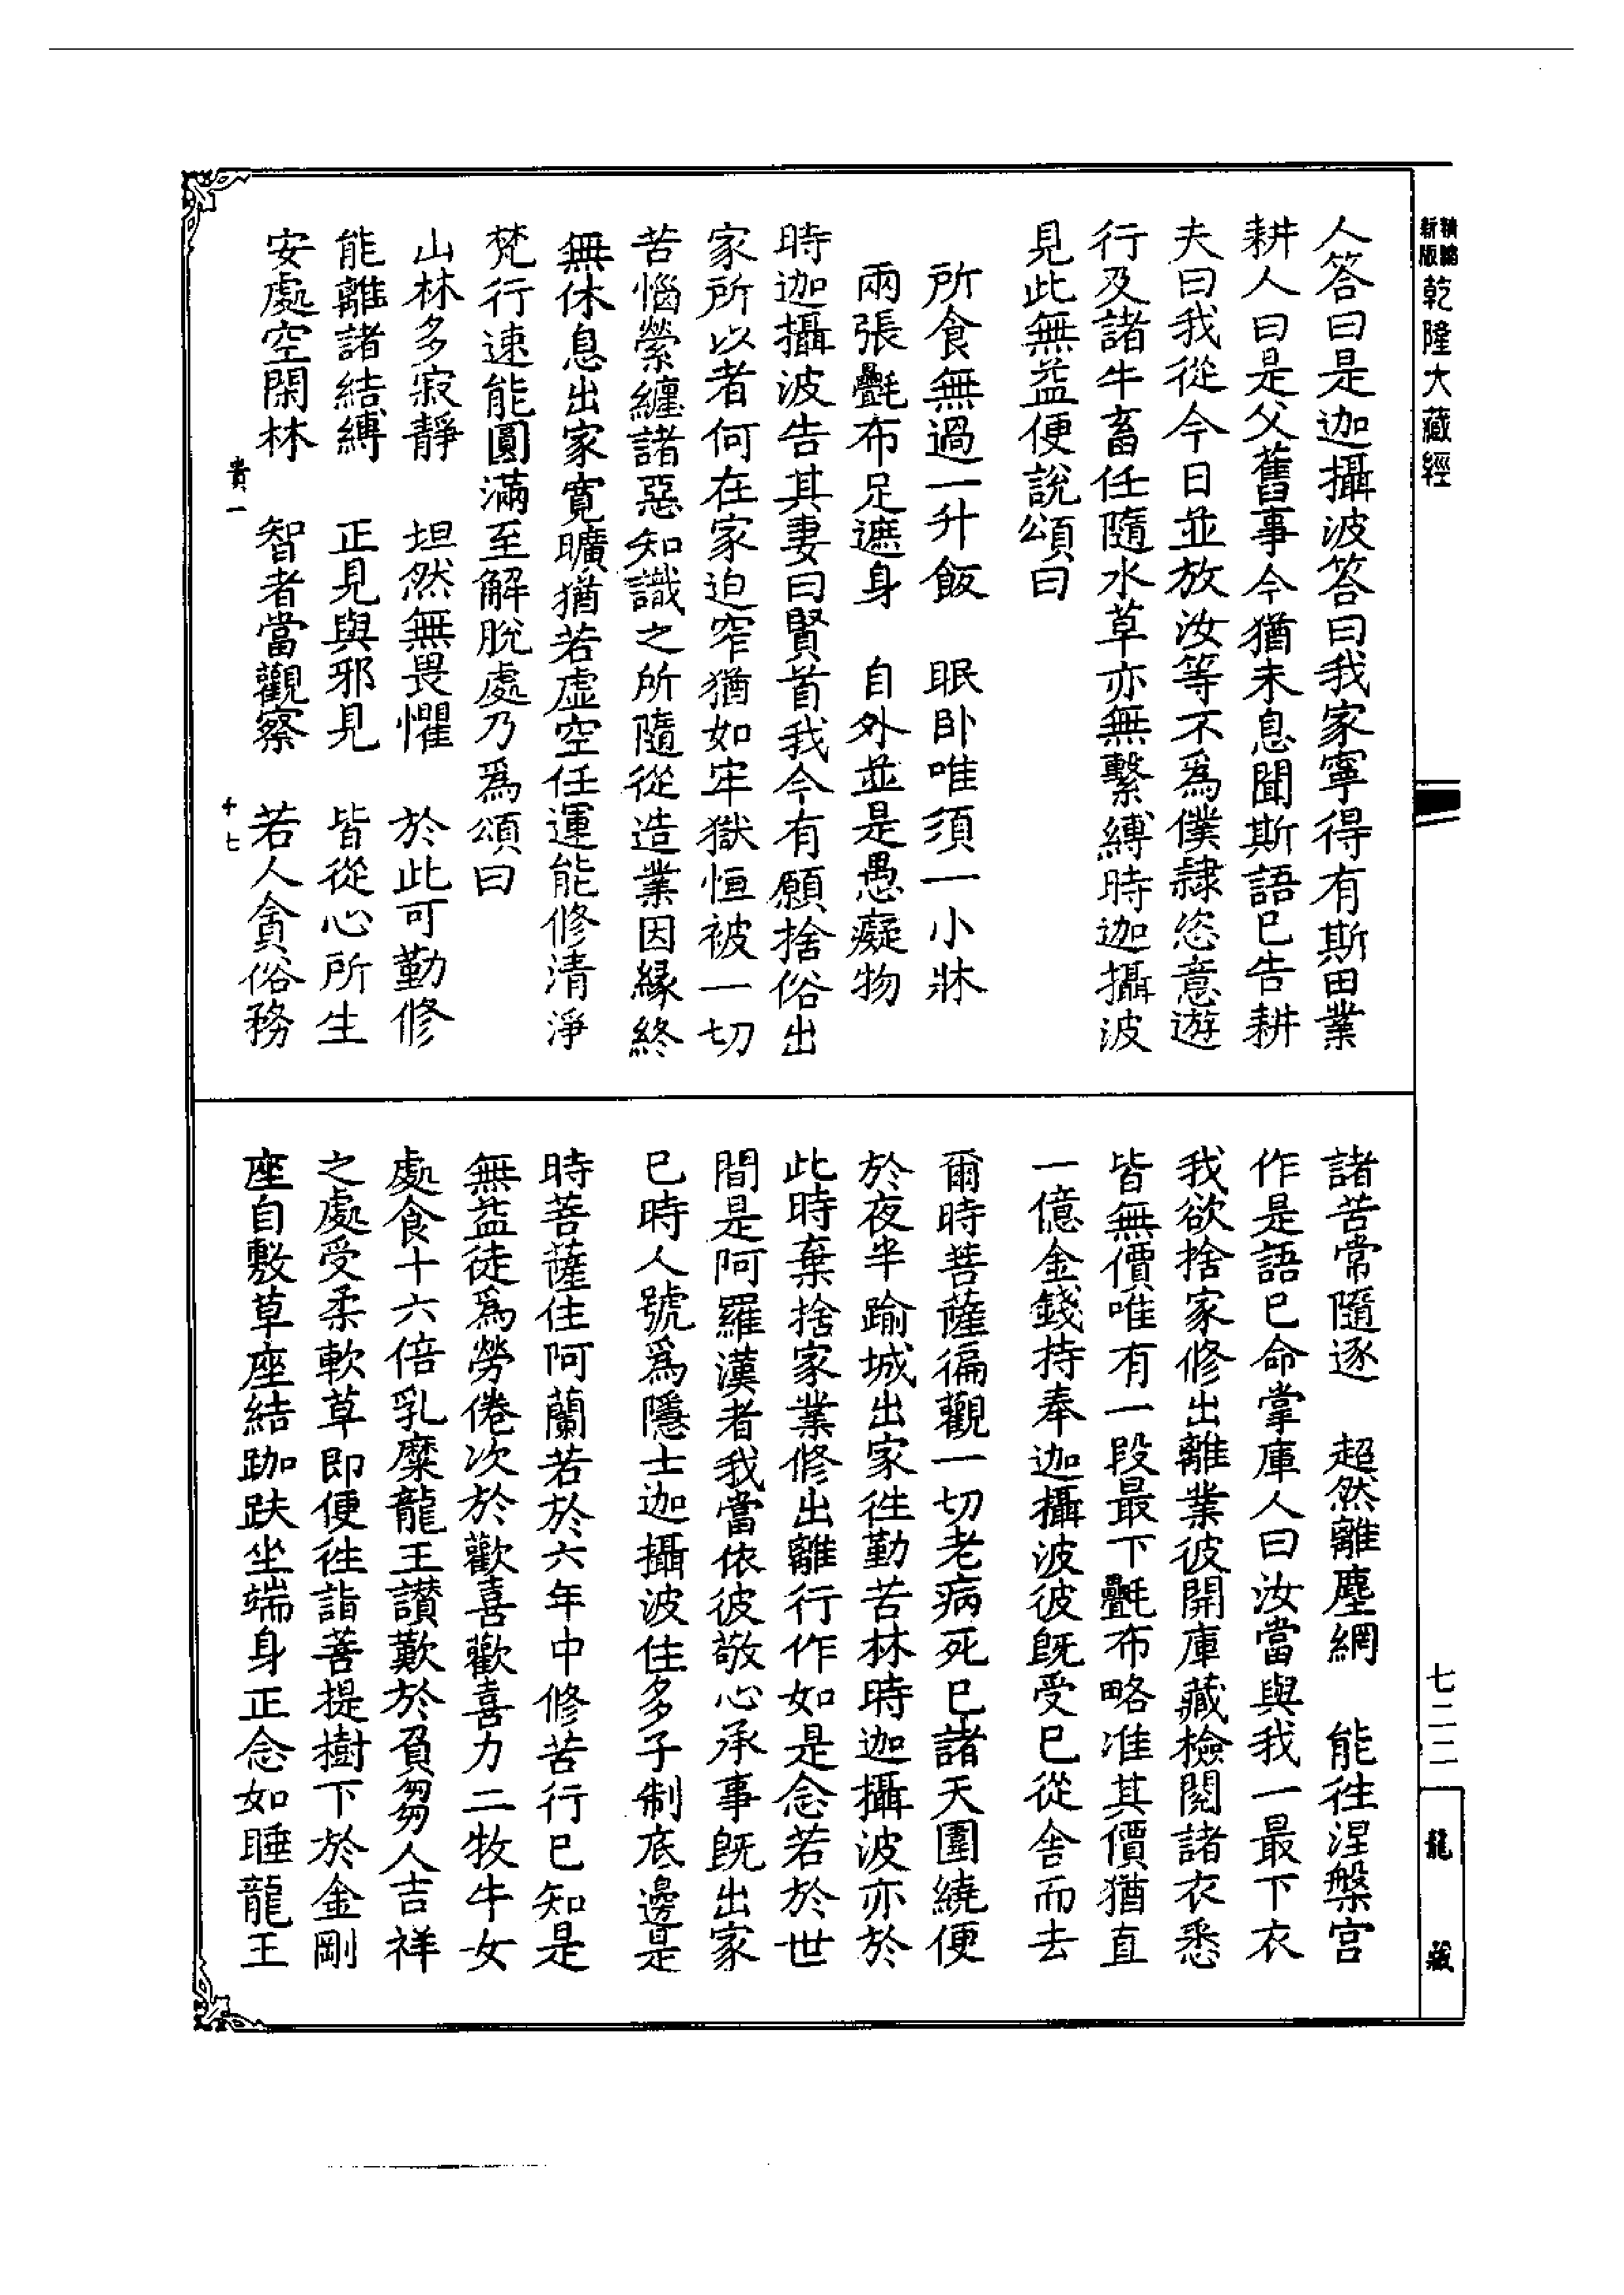 新版
精編
乾隆大藏經
人答曰是迦攝波答曰我家寧得有斯田業
耕人曰是父舊事今猶未息聞斯語已告耕
夫曰我從今日並放汝等不為僕隸恣意遊
行及諸牛畜任隨水草亦無繫縛時迦攝波
見此無益便說頌曰
所食無過一升飯　眠卧唯須一小牀
兩張㲲布足遮身　自外並是愚癡物
時迦攝波告其妻曰賢首我今有願捨俗出
家所以者何在家迫窄猶如牢獄恒被一切
苦惱縈纏諸惡知識之所隨從造業因緣終
無休息出家寬曠猶若虛空任運能修清淨
梵行速能圓滿至解脫處乃為頌曰
山林多寂靜　坦然無畏懼　於此可勤修
能離諸結縛　正見與邪見　皆從心所生
安處空閑林　智者當觀察　若人貪俗務
貴一　十七
諸苦常隨逐　超然離塵網　能往涅槃宮
作是語已命掌庫人曰汝當與我一最下衣
我欲捨家修出離業彼開庫藏檢閱諸衣悉
皆無價唯有一段最下㲲布略准其價猶直
一億金錢持奉迦攝波彼既受已從舍而去
爾時菩薩徧觀一切老病死已諸天圍繞便
於夜半踰城出家徃勤苦林時迦攝波亦於
此時棄捨家業修出離行作如是念若於世
間是阿羅漢者我當依彼敬心承事既出家
已時人號為隱士迦攝波住多子制底邊是
時菩薩住阿蘭若於六年中修苦行已知是
無益徒為勞倦次於歡喜歡喜力二牧牛女
處食十六倍乳糜龍王讚歎於負芻人吉祥
之處受柔軟草即便徃詣菩提樹下於金剛
座自敷草座結跏趺坐端身正念如睡龍王
七二二
龍藏